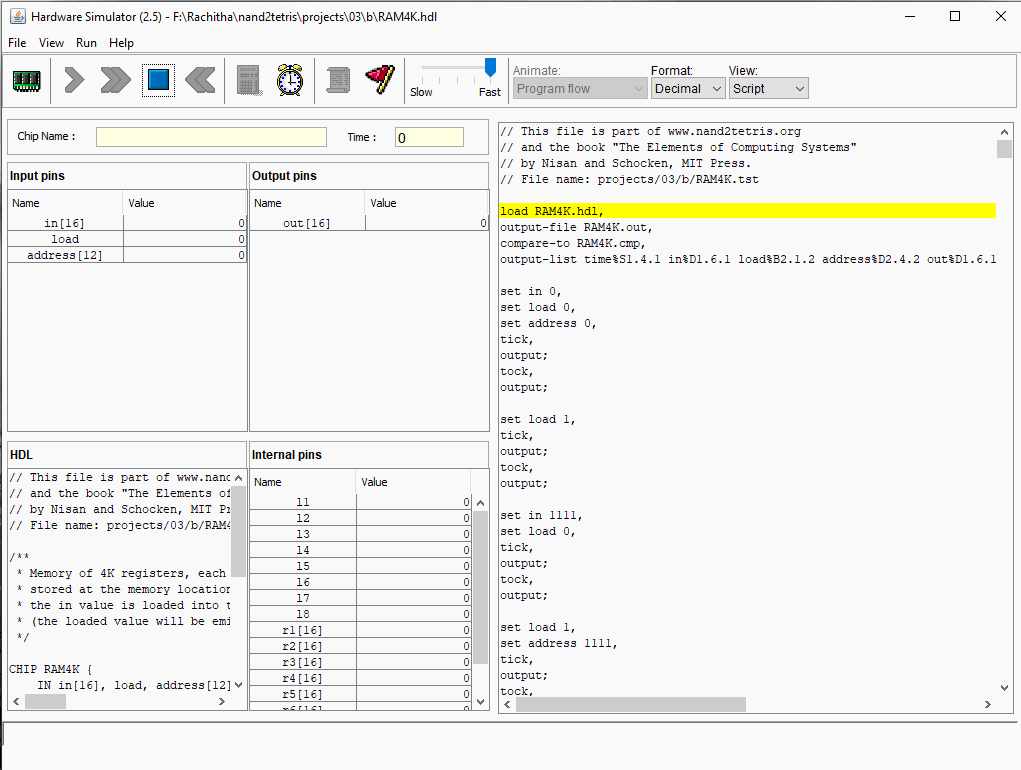 Hardware Simulator (2.5) - F:\Rachitha\nand2tetris\projects\03\b\RAM4K.hdl
File View Run Help
Slow Fast
Animate:
Program flow
Format:
Decimal
View:
Script
Chip Name :
Time : 0
Input pins
Name Value
in[16] 0
load 0
address[12] 0
Output pins
Name Value
out[16] 0
HDL
// This file is part of www.nand
// and the book "The Elements of
// by Nisan and Schocken, MIT Pr
// File name: projects/03/b/RAM4
/**
* Memory of 4K registers, each
* stored at the memory location
* the in value is loaded into t
* (the loaded value will be emi
*/
CHIP RAM4K {
IN in[16], load, address[12]
Internal pins
Name Value
l1 0
l2 0
l3 0
l4 0
l5 0
l6 0
l7 0
l8 0
r1[16] 0
r2[16] 0
r3[16] 0
r4[16] 0
r5[16] 0
r6[16] 0
// This file is part of www.nand2tetris.org
// and the book "The Elements of Computing Systems"
// by Nisan and Schocken, MIT Press.
// File name: projects/03/b/RAM4K.tst
load RAM4K.hdl,
output-file RAM4K.out,
compare-to RAM4K.cmp,
output-list time%S1.4.1 in%D1.6.1 load%B2.1.2 address%D2.4.2 out%D1.6.1
set in 0,
set load 0,
set address 0,
tick,
output;
tock,
output;
set load 1,
tick,
output;
tock,
output;
set in 1111,
set load 0,
tick,
output;
tock,
output;
set load 1,
set address 1111,
tick,
output;
tock,